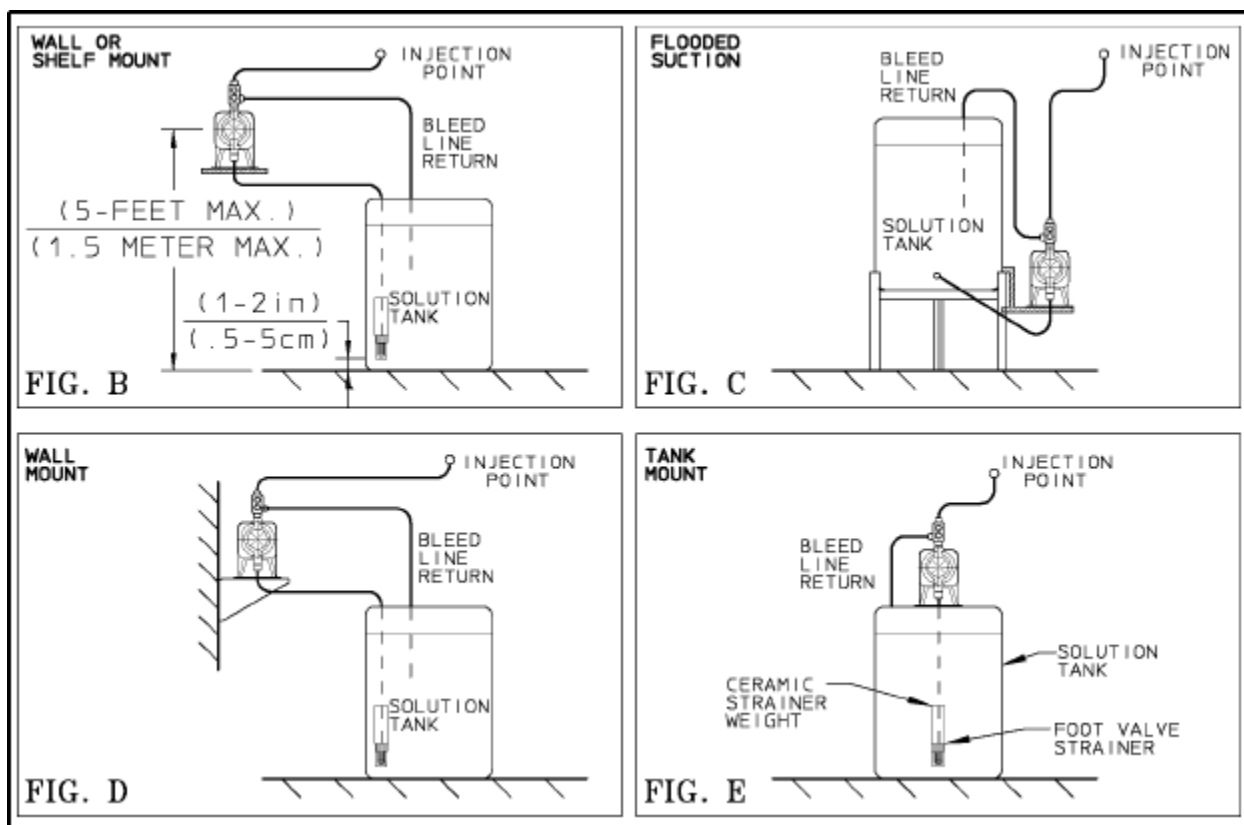 WALL OR
SHELF MOUNT
INJECTION
POINT
BLEED
LINE
RETURN
(5-FEET MAX.)
(1.5 METER MAX.)
(1-2in)
(.5-5cm)
SOLUTION
TANK
FIG. B
FLOODED
SUCTION
BLEED
LINE
RETURN
INJECTION
POINT
SOLUTION
TANK
FIG. C
WALL
MOUNT
INJECTION
POINT
BLEED
LINE
RETURN
SOLUTION
TANK
FIG. D
TANK
MOUNT
INJECTION
POINT
BLEED
LINE
RETURN
SOLUTION
TANK
CERAMIC
STRAINER
WEIGHT
FOOT VALVE
STRAINER
FIG. E